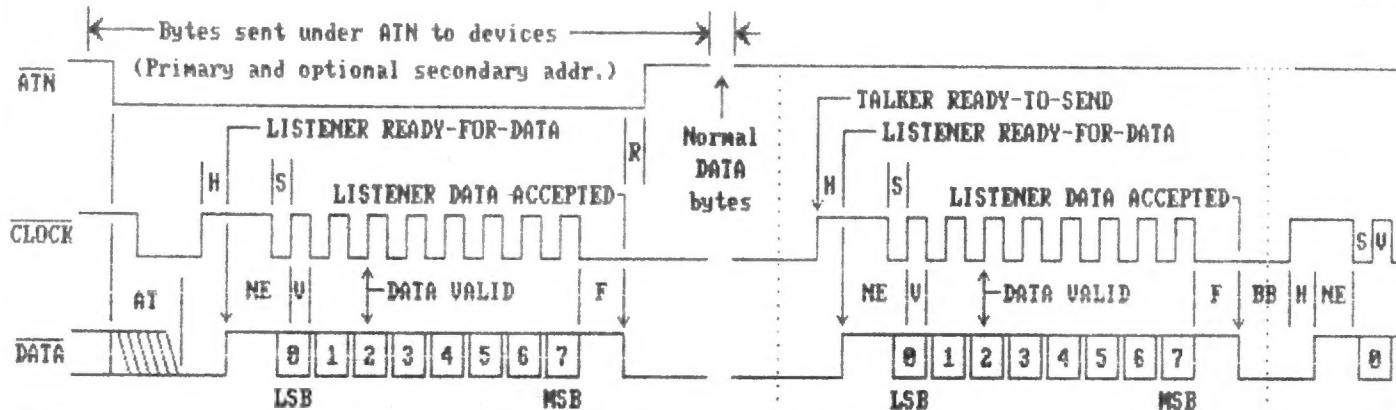 Bytes sent under ATN to devices
(Primary and optional secondary addr.)
ATN
TALKER READY-TO-SEND
LISTENER READY-FOR-DATA
Normal
DATA
bytes
LISTENER READY-FOR-DATA
R
H
S
LISTENER DATA ACCEPTED
H
S
LISTENER DATA ACCEPTED
CLOCK
S V
AT
NE V
DATA VALID
F
NE V
DATA VALID
F BB H NE
DATA
0 1 2 3 4 5 6 7
0 1 2 3 4 5 6 7
0
LSB MSB
LSB MSB